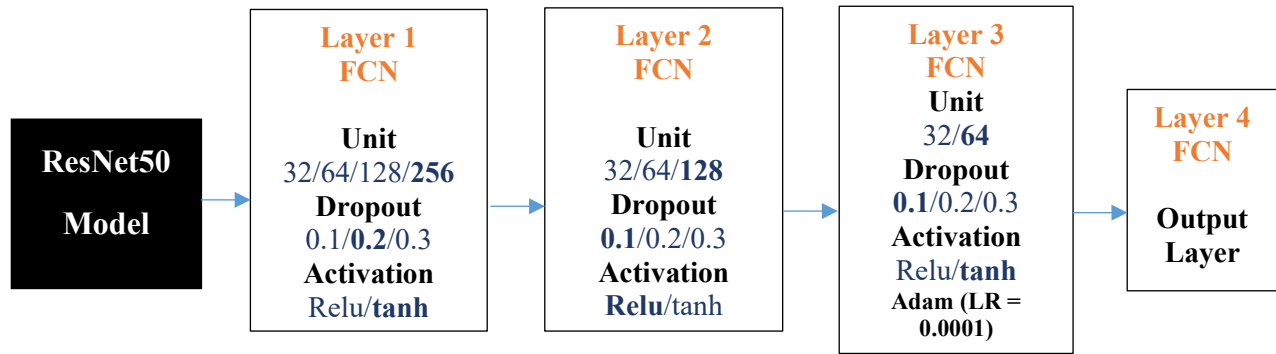 ResNet50
Model
Layer 1
FCN
Unit
32/64/128/256
Dropout
0.1/0.2/0.3
Activation
Relu/tanh
Layer 2
FCN
Unit
32/64/128
Dropout
0.1/0.2/0.3
Activation
Relu/tanh
Layer 3
FCN
Unit
32/64
Dropout
0.1/0.2/0.3
Activation
Relu/tanh
Adam (LR =
0.0001)
Layer 4
FCN
Output
Layer